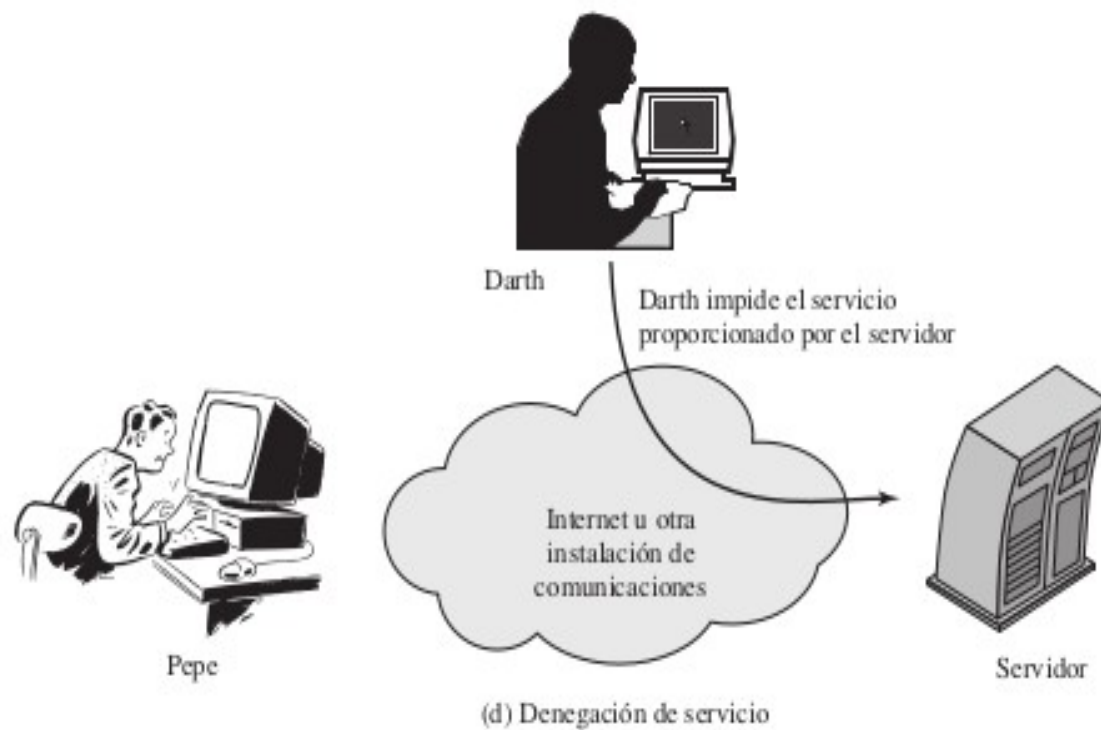 Darth
Darth impide el servicio
proporcionado por el servidor
Internet u otra
instalación de
comunicaciones
Pepe
Servidor
(d) Denegación de servicio